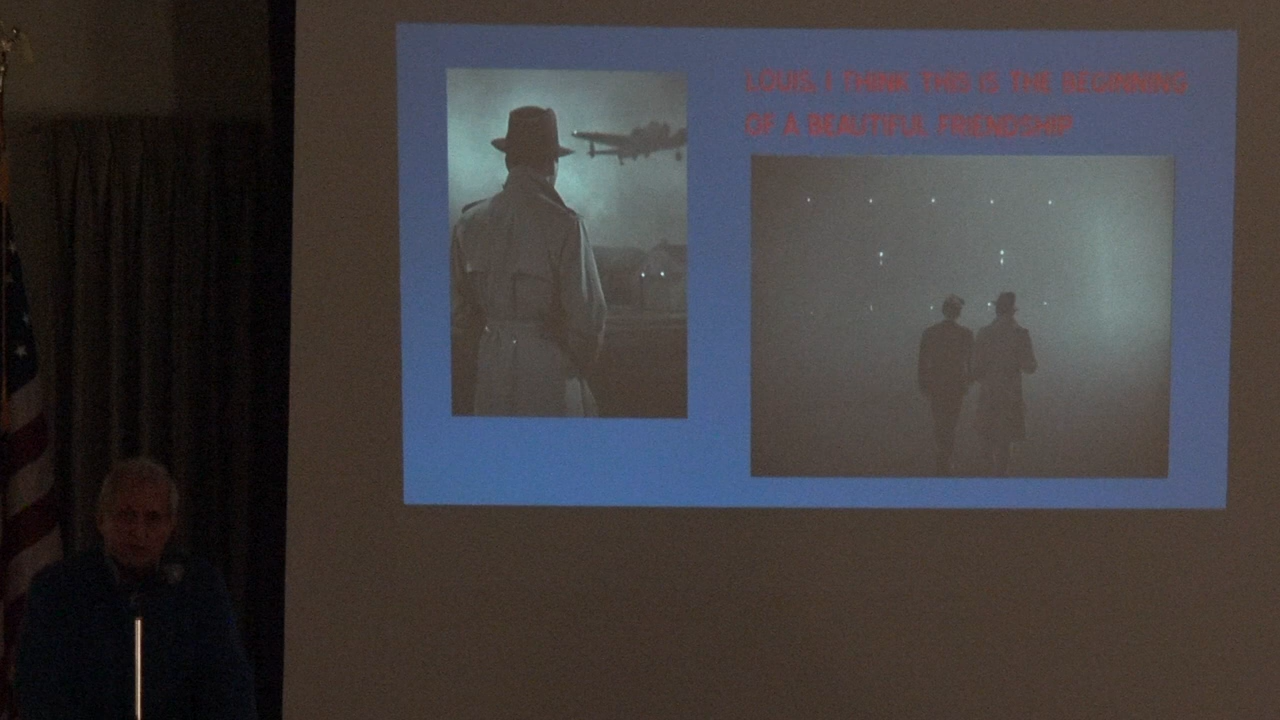 LOUIS, I THINK THIS IS THE BEGINNING
OF A BEAUTIFUL FRIENDSHIP